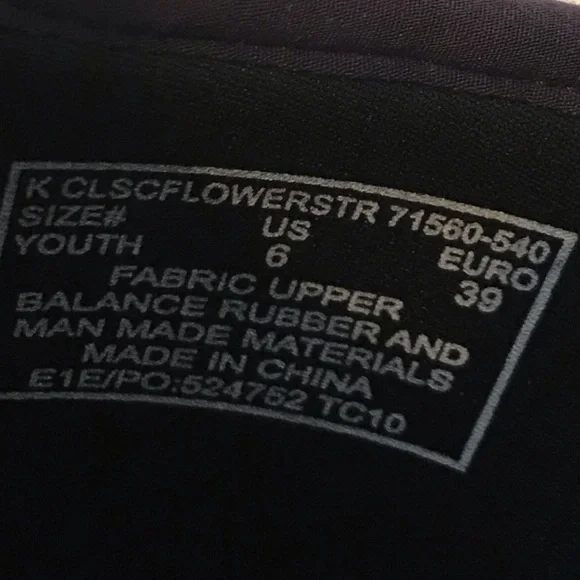 K CLSCFLOWERSTR 71560-540
SIZE# US EURO
YOUTH 6 39
FABRIC UPPER
BALANCE RUBBER AND
MAN MADE MATERIALS
MADE IN CHINA
E1E/PO:524752 TC10